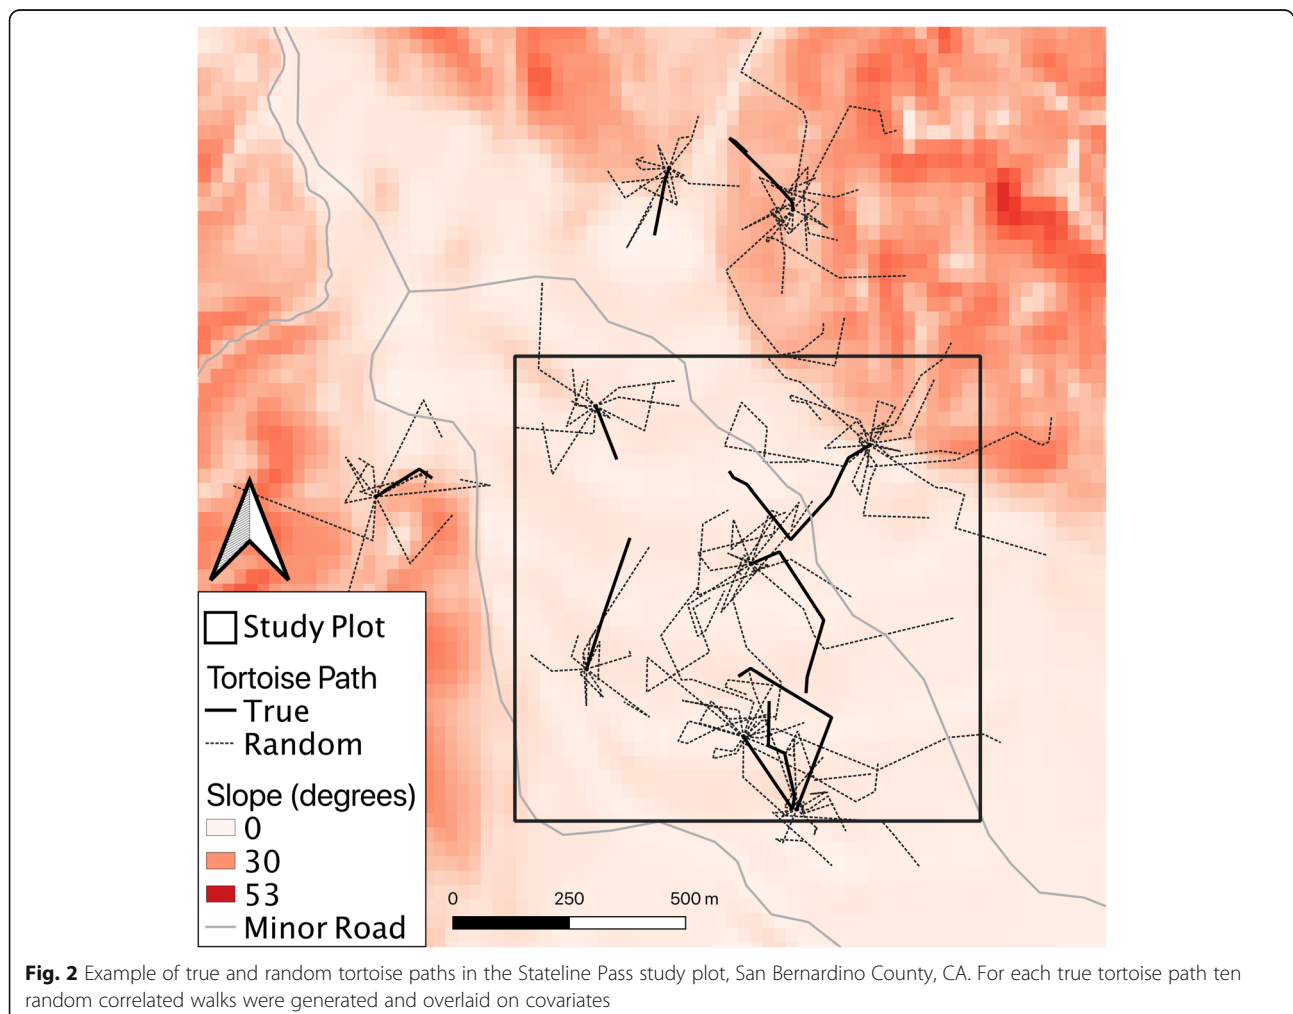 Study Plot
Tortoise Path
True
Random
Slope (degrees)
0
30
53
Minor Road
0 250 500 m
Fig. 2 Example of true and random tortoise paths in the Stateline Pass study plot, San Bernardino County, CA. For each true tortoise path ten
random correlated walks were generated and overlaid on covariates